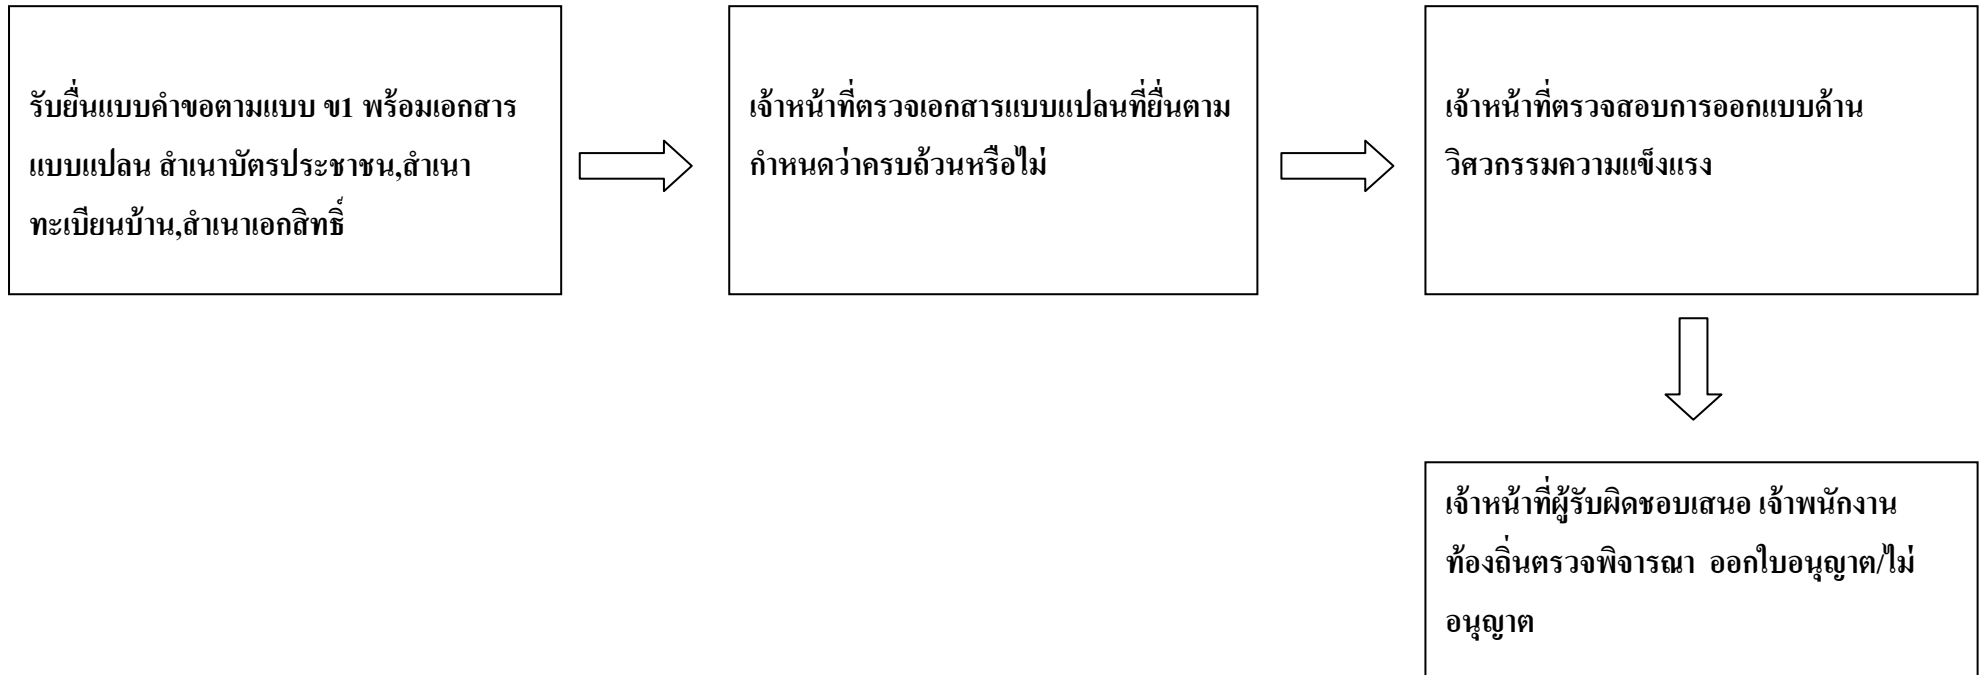 รับยื่นแบบคำขอตามแบบ ข1 พร้อมเอกสาร
แบบแปลน สำเนาบัตรประชาชน,สำเนา
ทะเบียนบ้าน,สำเนาเอกสิทธิ์
เจ้าหน้าที่ตรวจเอกสารแบบแปลนที่ยื่นตาม
กำหนดว่าครบถ้วนหรือไม่
เจ้าหน้าที่ตรวจสอบการออกแบบด้าน
วิศวกรรมความแข็งแรง
เจ้าหน้าที่ผู้รับผิดชอบเสนอ เจ้าพนักงาน
ท้องถิ่นตรวจพิจารณา ออกใบอนุญาต/ไม่
อนุญาต